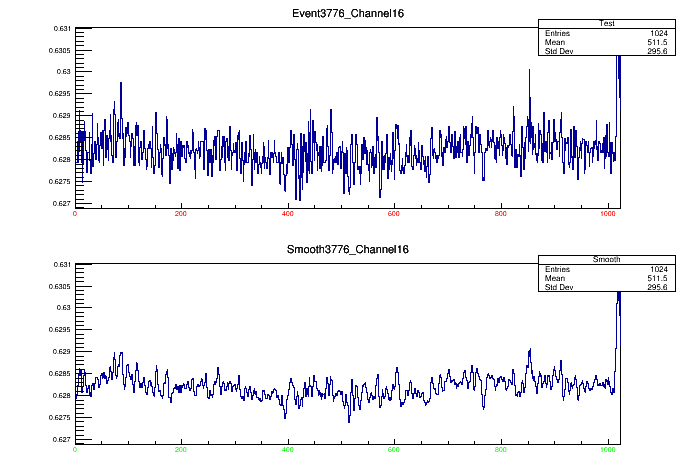 Event3776_Channel16
Test
Entries 1024
Mean 511.5
Std Dev 295.6
0.631
0.6305
0.63
0.6295
0.629
0.6285
0.628
0.6275
0.627
0 200 400 600 800 1000
Smooth3776_Channel16
Smooth
Entries 1024
Mean 511.5
Std Dev 295.6
0.631
0.6305
0.63
0.6295
0.629
0.6285
0.628
0.6275
0.627
0 200 400 600 800 1000